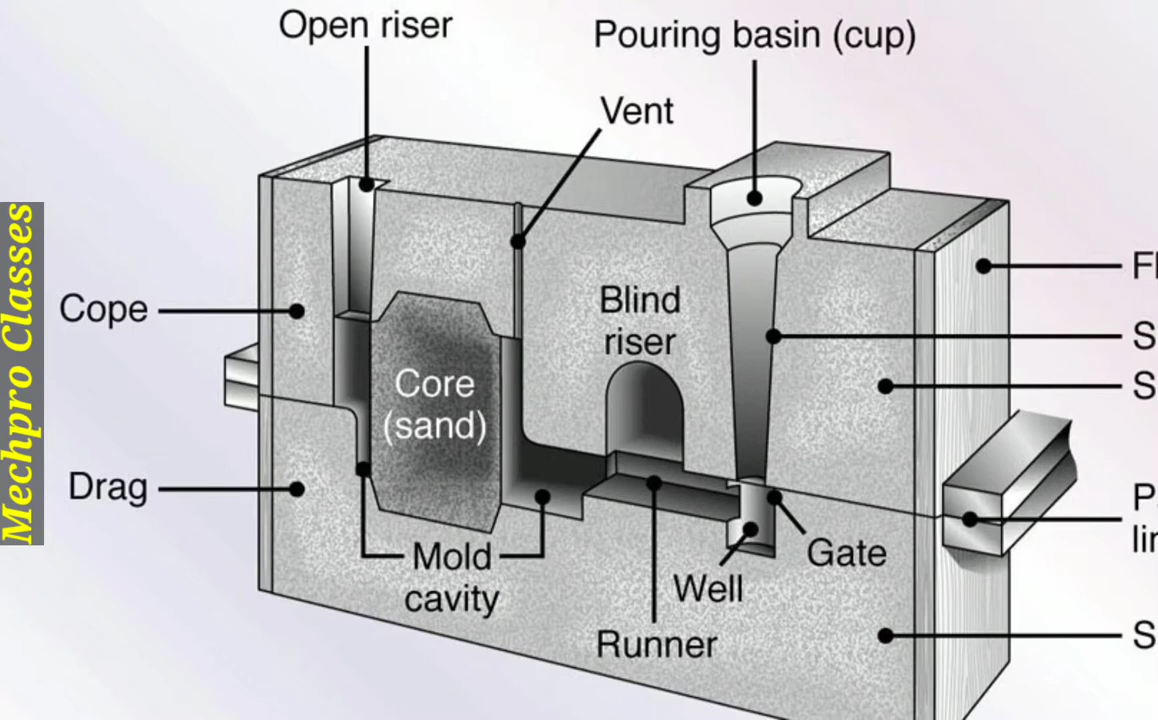 Open riser
Pouring basin (cup)
Vent
Mechpro Classes
Cope
Blind
riser
Core
(sand)
Drag
Mold
cavity
Gate
Well
Runner